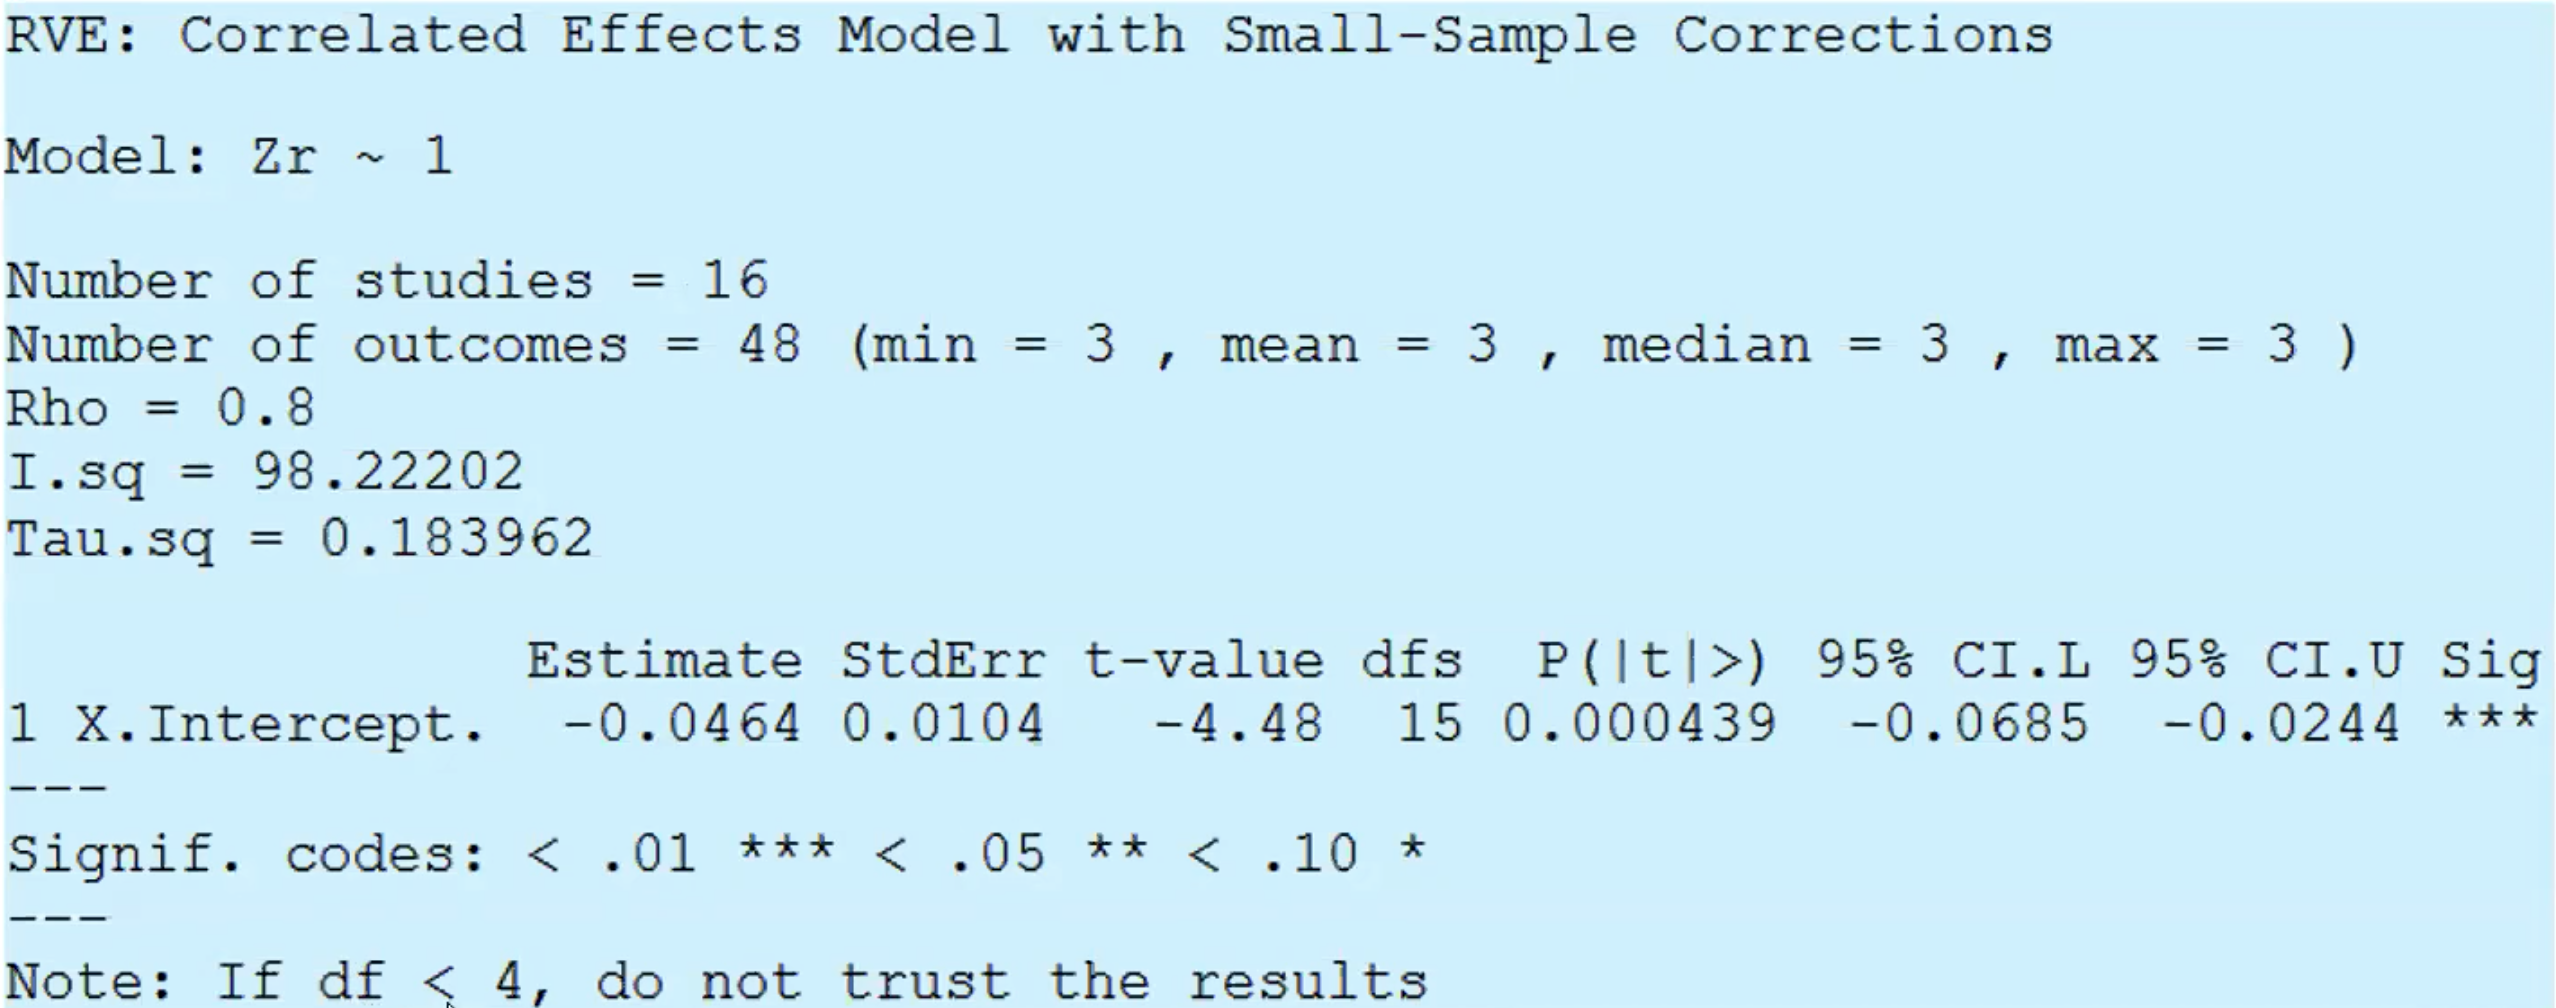 RVE: Correlated Effects Model with Small-Sample Corrections
Model: Zr ~ 1
Number of studies = 16
Number of outcomes = 48 (min = 3 , mean = 3 , median = 3 , max = 3 )
Rho = 0.8
I.sq = 98.22202
Tau.sq = 0.183962
Estimate StdErr t-value dfs P(|t|>) 95% CI.L 95% CI.U Sig
1 X.Intercept. -0.0464 0.0104 -4.48 15 0.000439 -0.0685 -0.0244 ***
---
Signif. codes: < .01 *** < .05 ** < .10 *
---
Note: If df < 4, do not trust the results